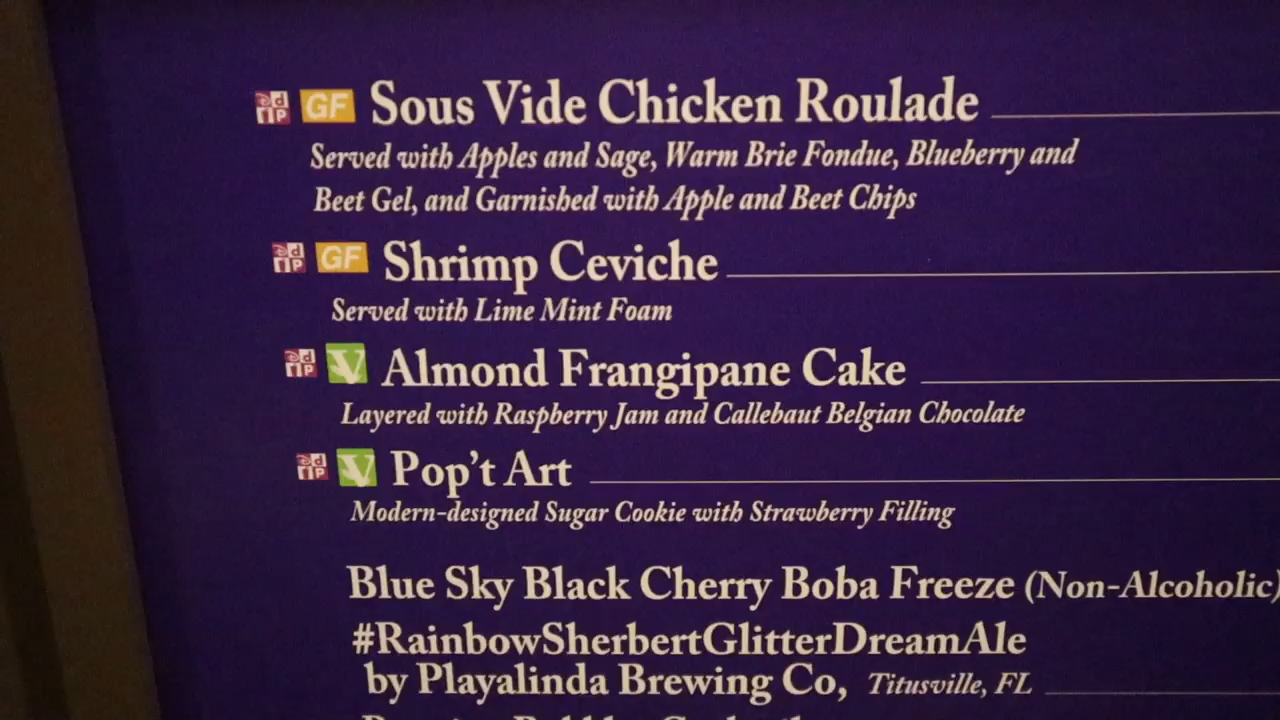 GF Sous Vide Chicken Roulade
Served with Apples and Sage, Warm Brie Fondue, Blueberry and
Beet Gel, and Garnished with Apple and Beet Chips
GF Shrimp Ceviche
Served with Lime Mint Foam
V Almond Frangipane Cake
Layered with Raspberry Jam and Callebaut Belgian Chocolate
V Pop't Art
Modern-designed Sugar Cookie with Strawberry Filling
Blue Sky Black Cherry Boba Freeze (Non-Alcoholic)
#RainbowSherbertGlitterDreamAle
by Playalinda Brewing Co, Titusville, FL